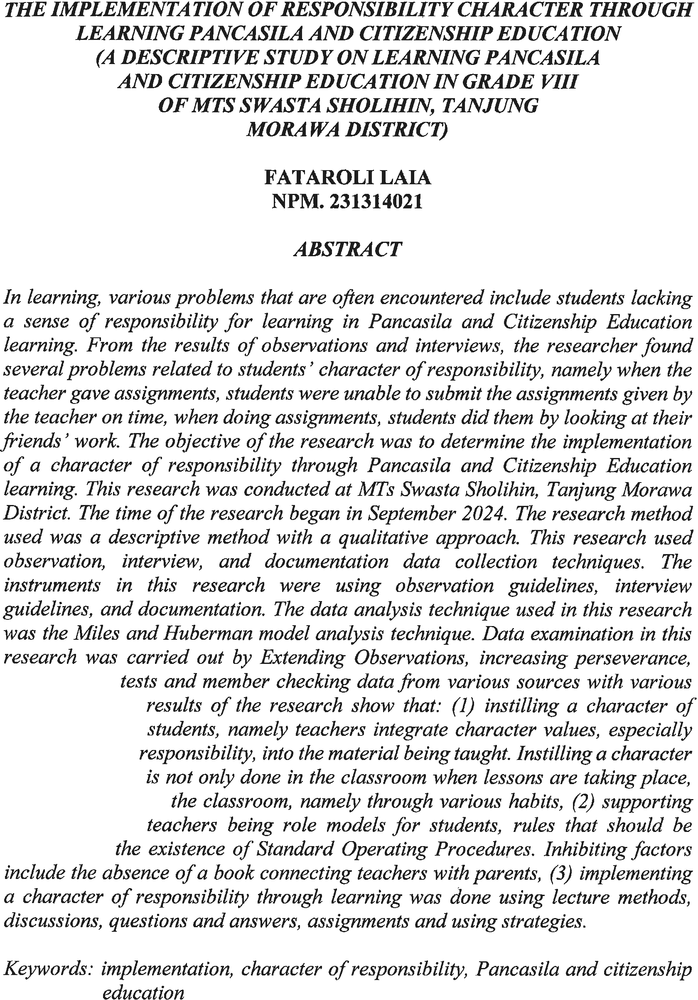 THE IMPLEMENTATION OF RESPONSIBILITY CHARACTER THROUGH
LEARNING PANCASILA AND CITIZENSHIP EDUCATION
(A DESCRIPTIVE STUDY ON LEARNING PANCASILA
AND CITIZENSHIP EDUCATION IN GRADE VIII
OF MTS SWASTA SHOLIHIN, TANJUNG
MORAWA DISTRICT)
FATAROLI LAIA
NPM. 231314021
ABSTRACT
In learning, various problems that are often encountered include students lacking
a sense of responsibility for learning in Pancasila and Citizenship Education
learning. From the results of observations and interviews, the researcher found
several problems related to students' character of responsibility, namely when the
teacher gave assignments, students were unable to submit the assignments given by
the teacher on time, when doing assignments, students did them by looking at their
friends' work. The objective of the research was to determine the implementation
of a character of responsibility through Pancasila and Citizenship Education
learning. This research was conducted at MTs Swasta Sholihin, Tanjung Morawa
District. The time of the research began in September 2024. The research method
used was a descriptive method with a qualitative approach. This research used
observation, interview, and documentation data collection techniques. The
instruments in this research were using observation guidelines, interview
guidelines, and documentation. The data analysis technique used in this research
was the Miles and Huberman model analysis technique. Data examination in this
research was carried out by Extending Observations, increasing perseverance,
tests and member checking data from various sources with various
results of the research show that: (1) instilling a character of
students, namely teachers integrate character values, especially
responsibility, into the material being taught. Instilling a character
is not only done in the classroom when lessons are taking place,
the classroom, namely through various habits, (2) supporting
teachers being role models for students, rules that should be
the existence of Standard Operating Procedures. Inhibiting factors
include the absence of a book connecting teachers with parents, (3) implementing
a character of responsibility through learning was done using lecture methods,
discussions, questions and answers, assignments and using strategies.
Keywords: implementation, character of responsibility, Pancasila and citizenship
education